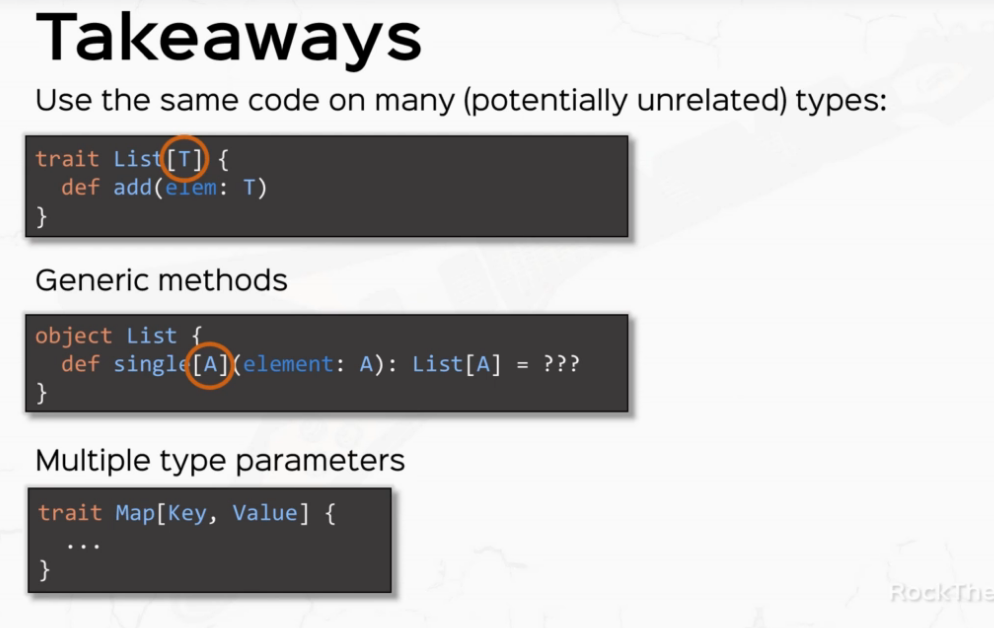 Takeaways
Use the same code on many (potentially unrelated) types:
trait List[T] {
  def add(elem: T)
}
Generic methods
object List {
  def single[A](element: A): List[A] = ???
}
Multiple type parameters
trait Map[Key, Value] {
  ...
}
RockThe